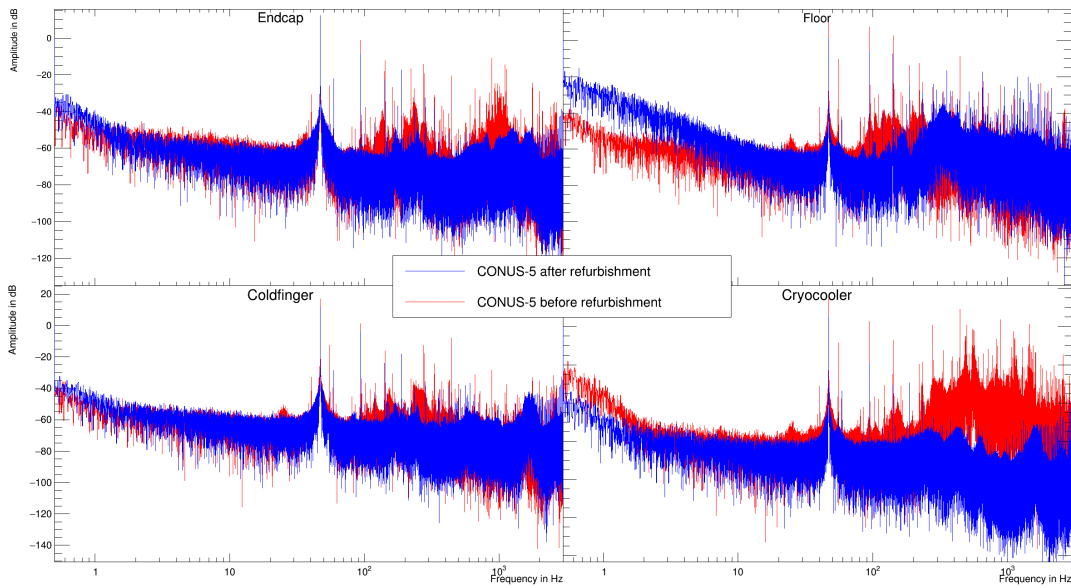 Endcap
Floor
Amplitude in dB
0
−20
−40
−60
−80
−100
−120
CONUS-5 after refurbishment
CONUS-5 before refurbishment
Coldfinger
Cryocooler
Amplitude in dB
20
0
−20
−40
−60
−80
−100
−120
−140
1 10 10² 10³
Frequency in Hz
1 10 10² 10³
Frequency in Hz